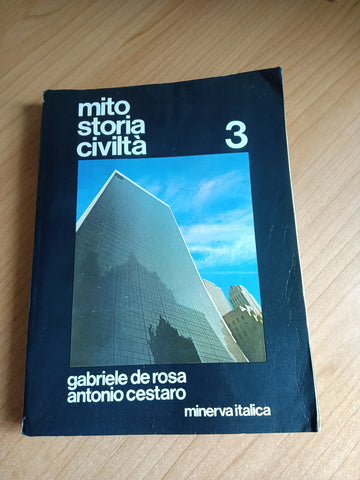 mito
storia
civiltà
3
gabriele de rosa
antonio cestaro
minerva italica